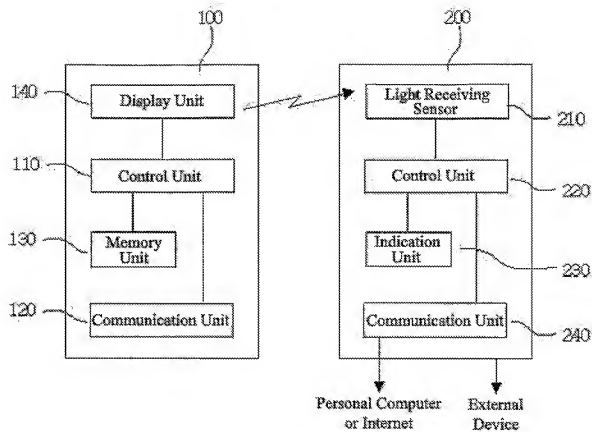 100
200
140
Display Unit
Light Receiving
Sensor
210
110
Control Unit
Control Unit
220
130
Memory
Unit
Indication
Unit
230
120
Communication Unit
Communication Unit
240
Personal Computer
or Internet
External
Device